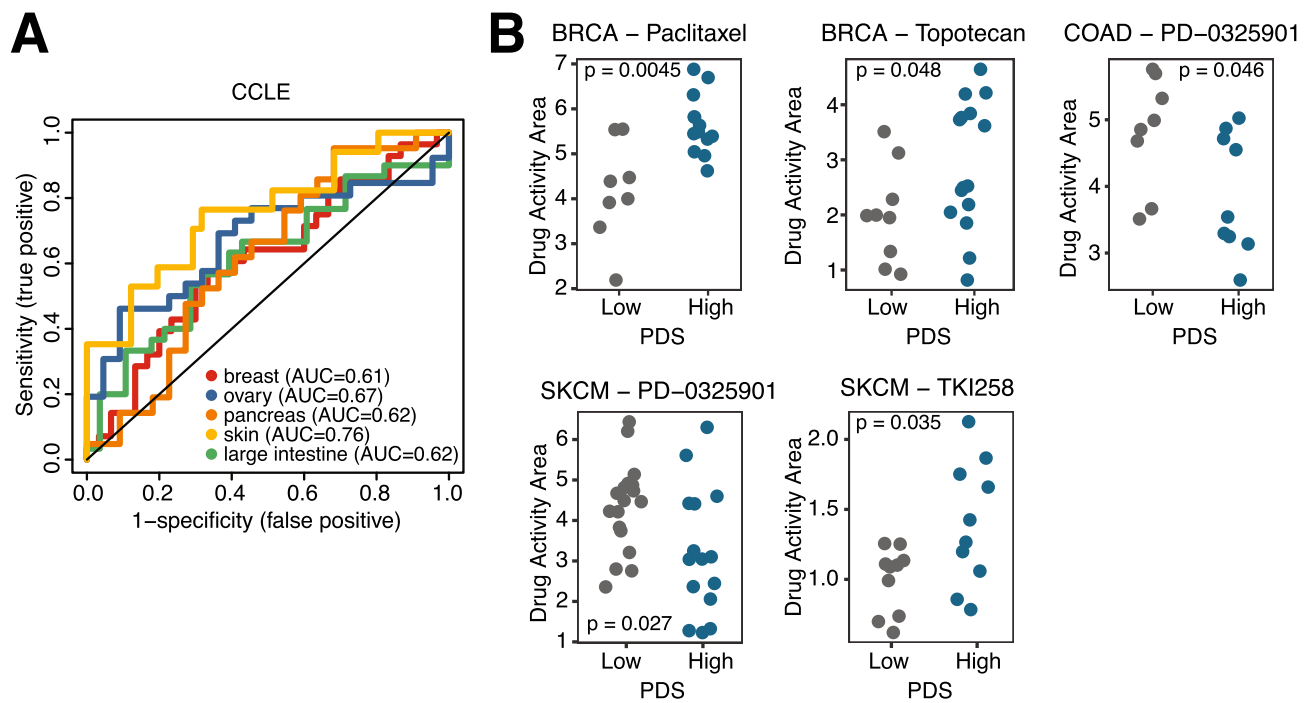 A
CCLE
Sensitivity (true positive)
1.0
0.8
0.6
0.4
0.2
0.0
breast (AUC=0.61)
ovary (AUC=0.67)
pancreas (AUC=0.62)
skin (AUC=0.76)
large intestine (AUC=0.62)
0.0 0.2 0.4 0.6 0.8 1.0
1−specificity (false positive)
B
BRCA − Paclitaxel
p = 0.0045
Drug Activity Area
7
6
5
4
3
2
Low High
PDS
BRCA − Topotecan
p = 0.048
Drug Activity Area
4
3
2
1
Low High
PDS
COAD − PD−0325901
p = 0.046
Drug Activity Area
5
4
3
Low High
PDS
SKCM − PD−0325901
Drug Activity Area
6
5
4
3
2
1
p = 0.027
Low High
PDS
SKCM − TKI258
p = 0.035
Drug Activity Area
2.0
1.5
1.0
Low High
PDS